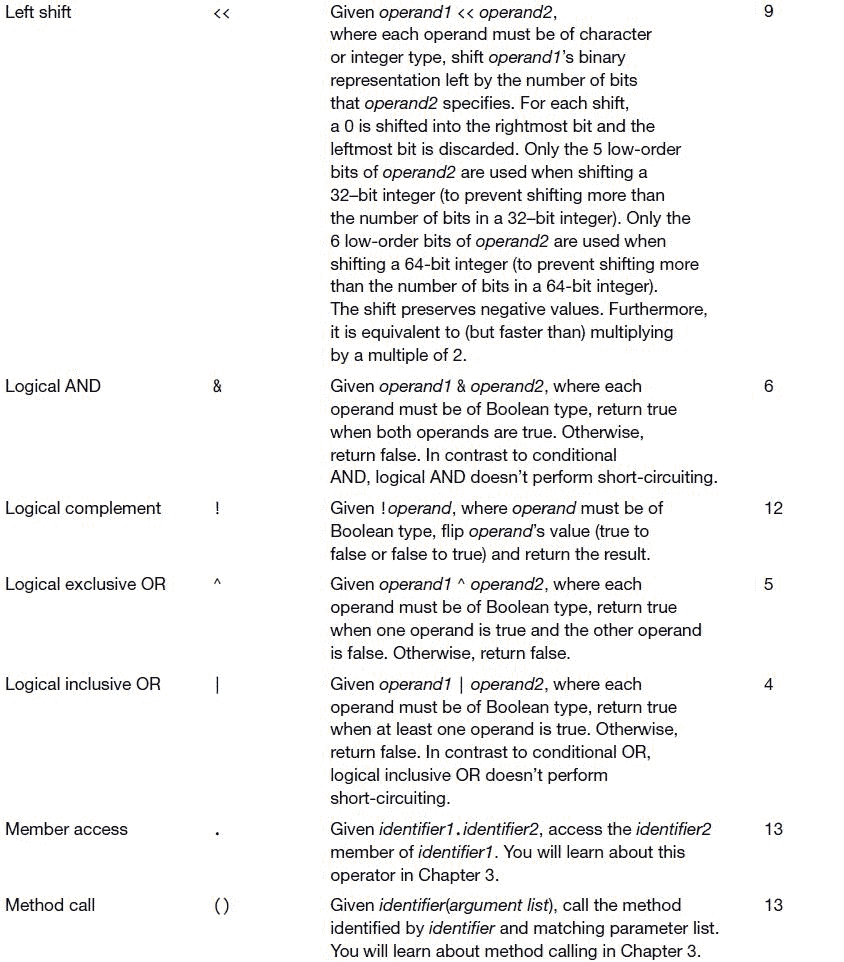 Left shift << Given operand1 << operand2, 9
where each operand must be of character
or integer type, shift operand1's binary
representation left by the number of bits
that operand2 specifies. For each shift,
a 0 is shifted into the rightmost bit and the
leftmost bit is discarded. Only the 5 low-order
bits of operand2 are used when shifting a
32–bit integer (to prevent shifting more than
the number of bits in a 32–bit integer). Only the
6 low-order bits of operand2 are used when
shifting a 64-bit integer (to prevent shifting more
than the number of bits in a 64-bit integer).
The shift preserves negative values. Furthermore,
it is equivalent to (but faster than) multiplying
by a multiple of 2.
Logical AND & Given operand1 & operand2, where each 6
operand must be of Boolean type, return true
when both operands are true. Otherwise,
return false. In contrast to conditional
AND, logical AND doesn't perform short-circuiting.
Logical complement ! Given !operand, where operand must be of 12
Boolean type, flip operand's value (true to
false or false to true) and return the result.
Logical exclusive OR ^ Given operand1 ^ operand2, where each 5
operand must be of Boolean type, return true
when one operand is true and the other operand
is false. Otherwise, return false.
Logical inclusive OR | Given operand1 | operand2, where each 4
operand must be of Boolean type, return true
when at least one operand is true. Otherwise,
return false. In contrast to conditional OR,
logical inclusive OR doesn't perform
short-circuiting.
Member access . Given identifier1.identifier2, access the identifier2 13
member of identifier1. You will learn about this
operator in Chapter 3.
Method call () Given identifier(argument list), call the method 13
identified by identifier and matching parameter list.
You will learn about method calling in Chapter 3.